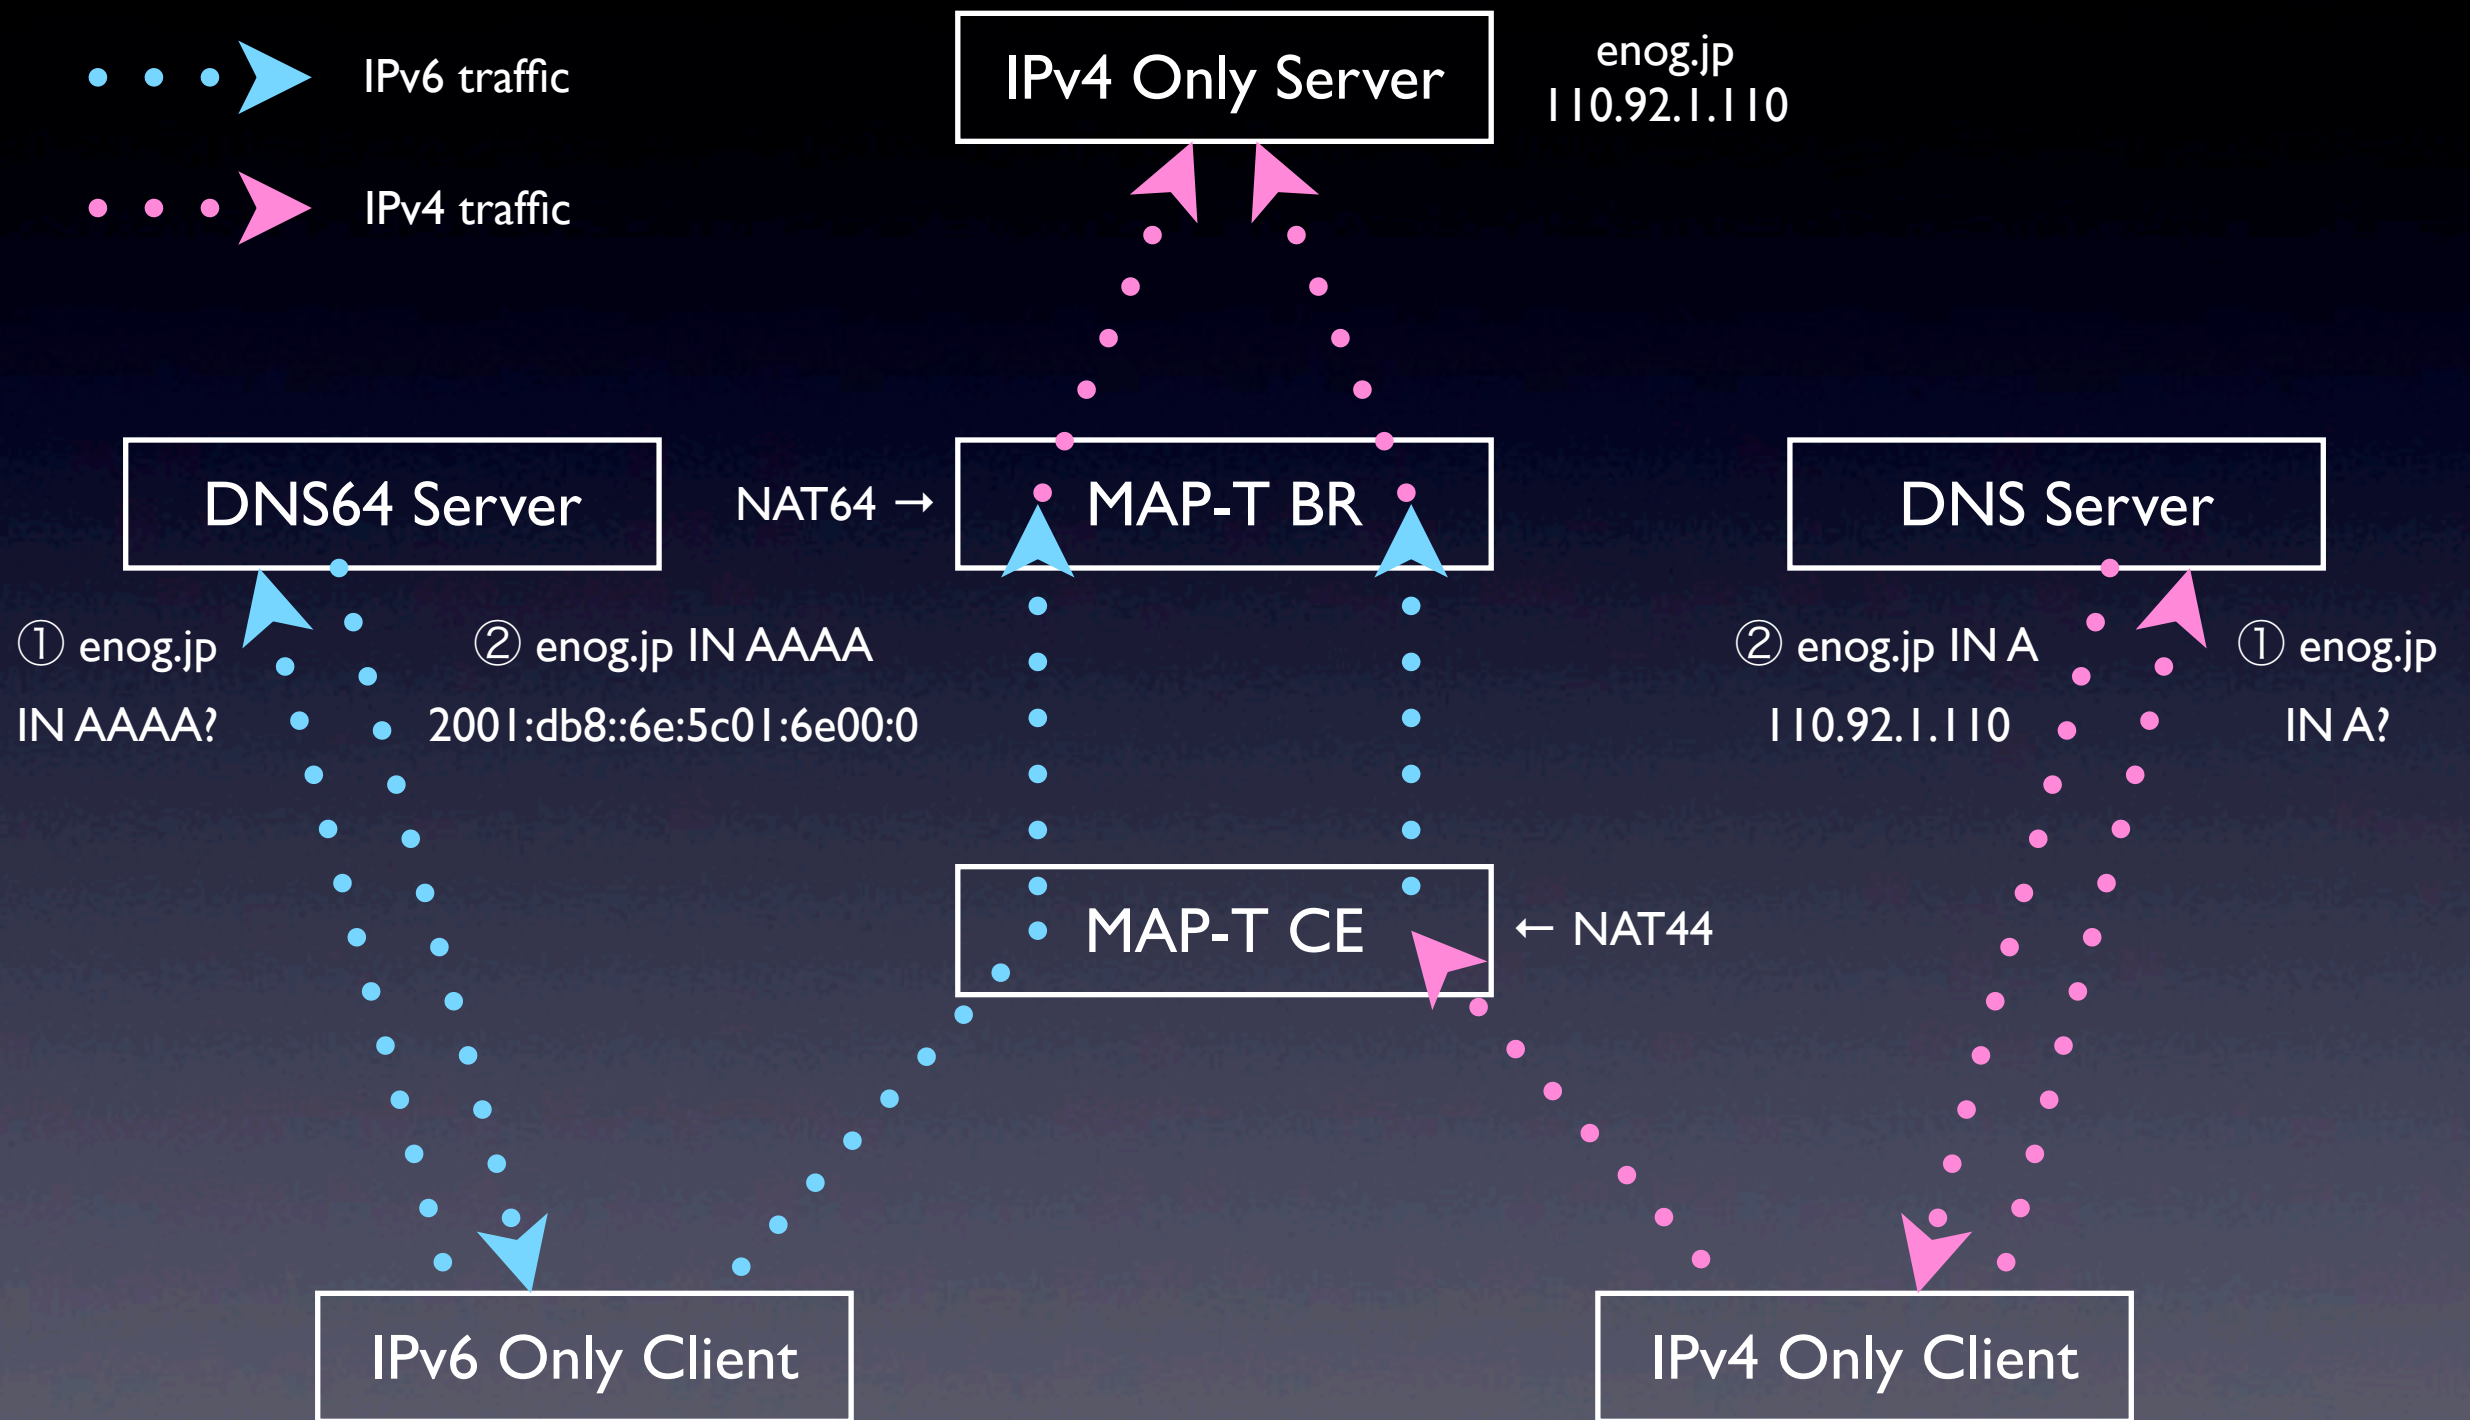 IPv6 traffic
IPv4 traffic
IPv4 Only Server
enog.jp
110.92.1.110
DNS64 Server
NAT64 →
MAP-T BR
DNS Server
① enog.jp
IN AAAA?
② enog.jp IN AAAA
2001:db8::6e:5c01:6e00:0
② enog.jp IN A
110.92.1.110
① enog.jp
IN A?
MAP-T CE
← NAT44
IPv6 Only Client
IPv4 Only Client